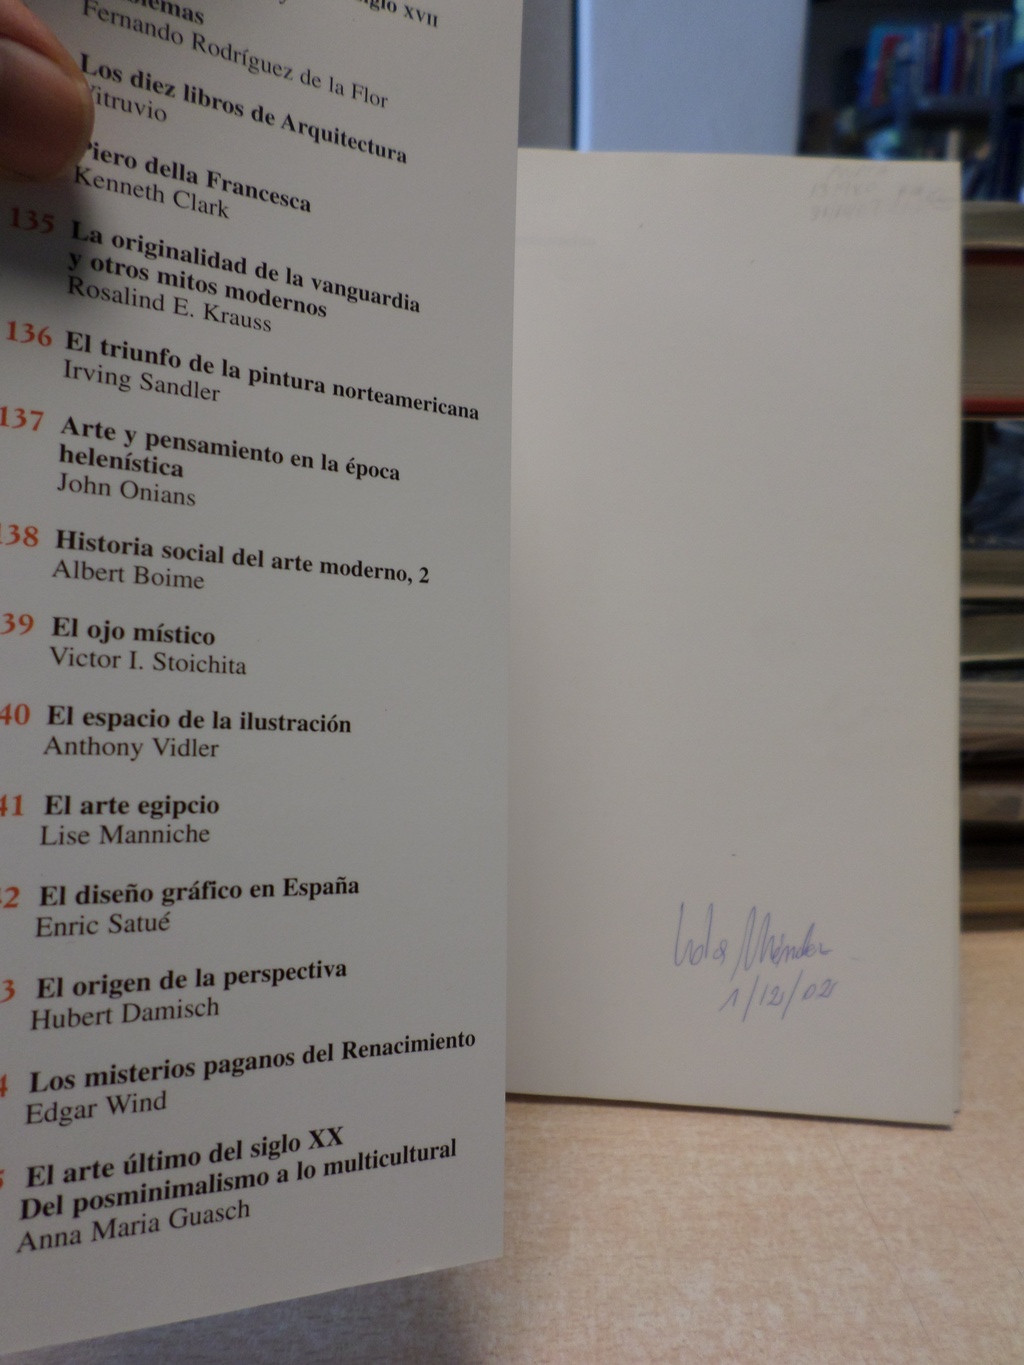 siglo XVII
Fernando Rodríguez de la Flor
Los diez libros de Arquitectura
Vitruvio
Piero della Francesca
Kenneth Clark
135 La originalidad de la vanguardia
y otros mitos modernos
Rosalind E. Krauss
136 El triunfo de la pintura norteamericana
Irving Sandler
137 Arte y pensamiento en la época
helenística
John Onians
138 Historia social del arte moderno, 2
Albert Boime
39 El ojo místico
Victor I. Stoichita
40 El espacio de la ilustración
Anthony Vidler
41 El arte egipcio
Lise Manniche
2 El diseño gráfico en España
Enric Satué
3 El origen de la perspectiva
Hubert Damisch
4 Los misterios paganos del Renacimiento
Edgar Wind
5 El arte último del siglo XX
Del posminimalismo a lo multicultural
Anna Maria Guasch
1/12/02